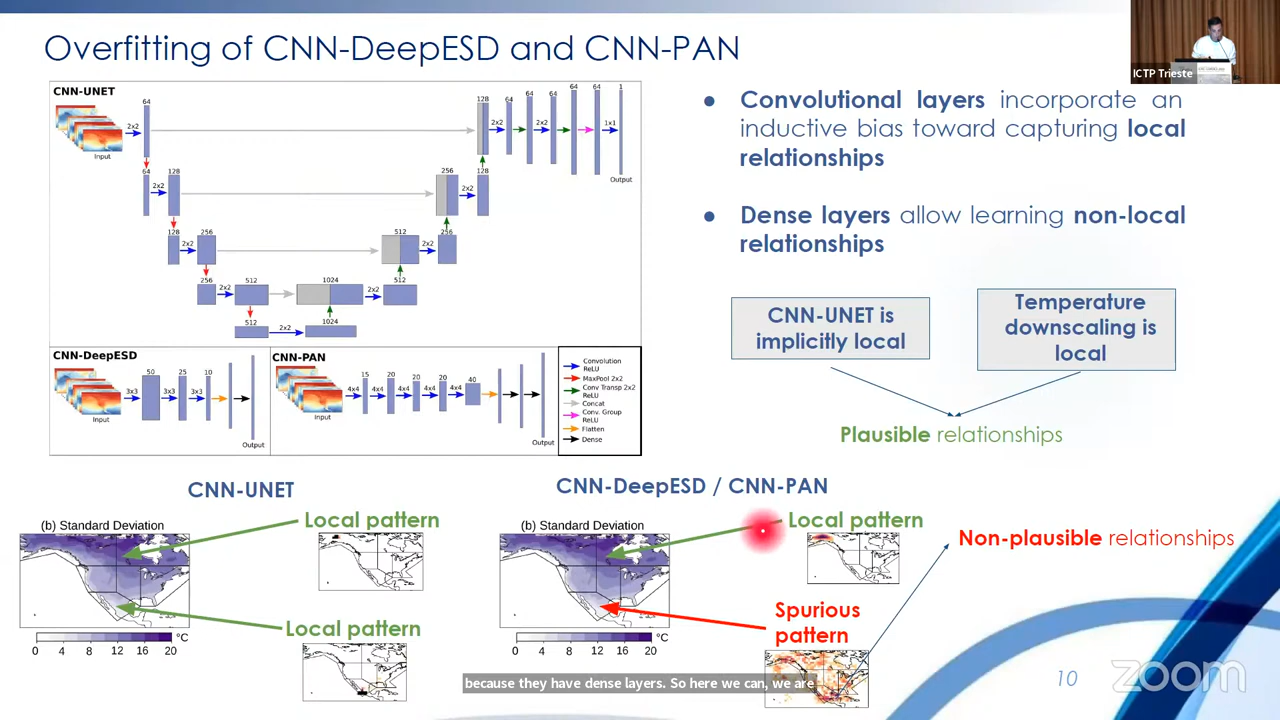 Overfitting of CNN-DeepESD and CNN-PAN
ICTP Trieste
CNN-UNET
64
2x2
Input
64
2x2
128
128
2x2
256
256
2x2
512
512
2x2
1024
1024
2x2
512
512
2x2
256
256
2x2
128
128
2x2
64
64
2x2
64
64
64
1x1
1
Output
CNN-DeepESD
Input
3x3
50
3x3
25
3x3
10
Output
CNN-PAN
Input
4x4
15
4x4
20
4x4
20
4x4
20
4x4
40
Output
Convolution
ReLU
MaxPool 2x2
Conv Transp 2x2
ReLU
Concat
Conv. Group
ReLU
Flatten
Dense
● Convolutional layers incorporate an
inductive bias toward capturing local
relationships
● Dense layers allow learning non-local
relationships
CNN-UNET is
implicitly local
Temperature
downscaling is
local
Plausible relationships
CNN-UNET
(b) Standard Deviation
Local pattern
Local pattern
0 4 8 12 16 20 °C
CNN-DeepESD / CNN-PAN
(b) Standard Deviation
Local pattern
Spurious
pattern
0 4 8 12 16 20 °C
Non-plausible relationships
because they have dense layers. So here we can, we are
10
zoom